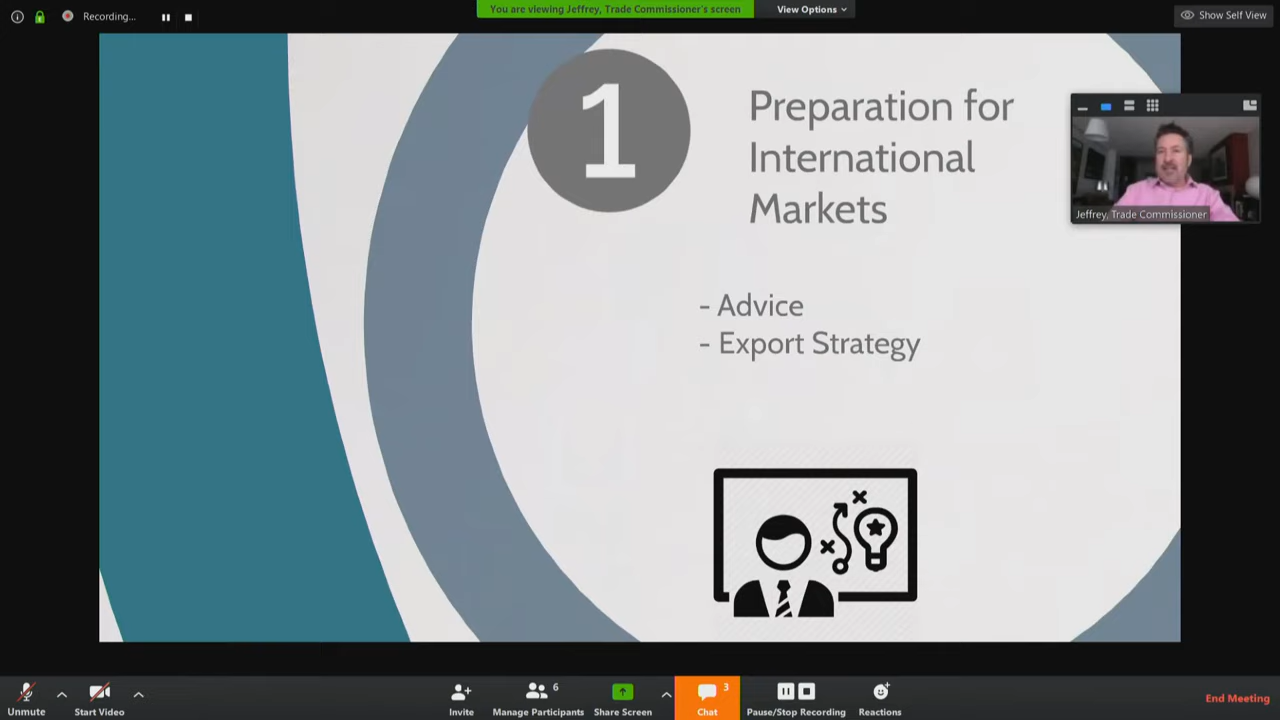 Recording...
You are viewing Jeffrey, Trade Commissioner's screen
View Options
Show Self View
1
Preparation for
International
Markets
- Advice
- Export Strategy
Jeffrey, Trade Commissioner
Unmute
Start Video
Invite
6
Manage Participants
Share Screen
3
Chat
Pause/Stop Recording
Reactions
End Meeting